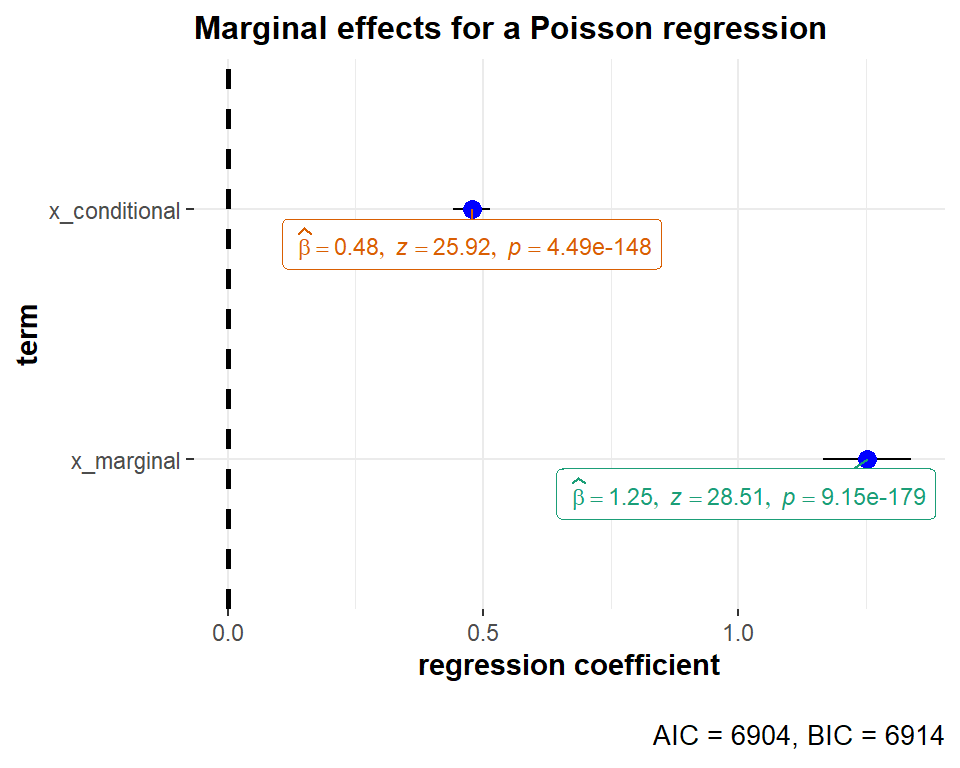 Marginal effects for a Poisson regression
x_conditional
β̂ = 0.48, z = 25.92, p = 4.49e-148
term
x_marginal
β̂ = 1.25, z = 28.51, p = 9.15e-179
0.0 0.5 1.0
regression coefficient
AIC = 6904, BIC = 6914